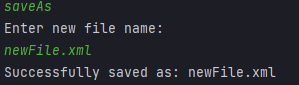 saveAs
Enter new file name:
newFile.xml
Successfully saved as: newFile.xml